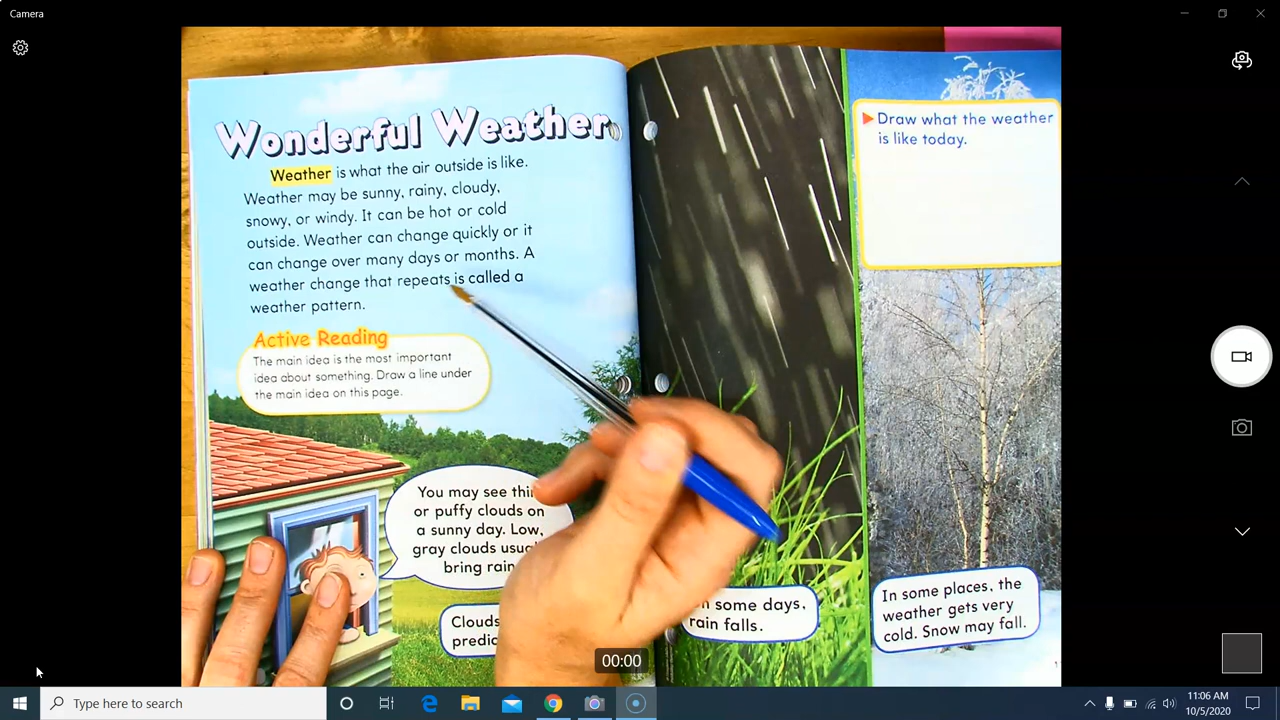 Camera
Wonderful Weather
Weather is what the air outside is like.
Weather may be sunny, rainy, cloudy,
snowy, or windy. It can be hot or cold
outside. Weather can change quickly or it
can change over many days or months. A
weather change that repeats is called a
weather pattern.
Active Reading
The main idea is the most important
idea about something. Draw a line under
the main idea on this page.
You may see
or puffy clouds on
a sunny day. Low,
gray clouds
bring
Clouds
some days,
rain falls.
Draw what the weather
is like today.
In some places, the
weather gets very
cold. Snow may fall.
00:00
Type here to search
11:06 AM
10/5/2020